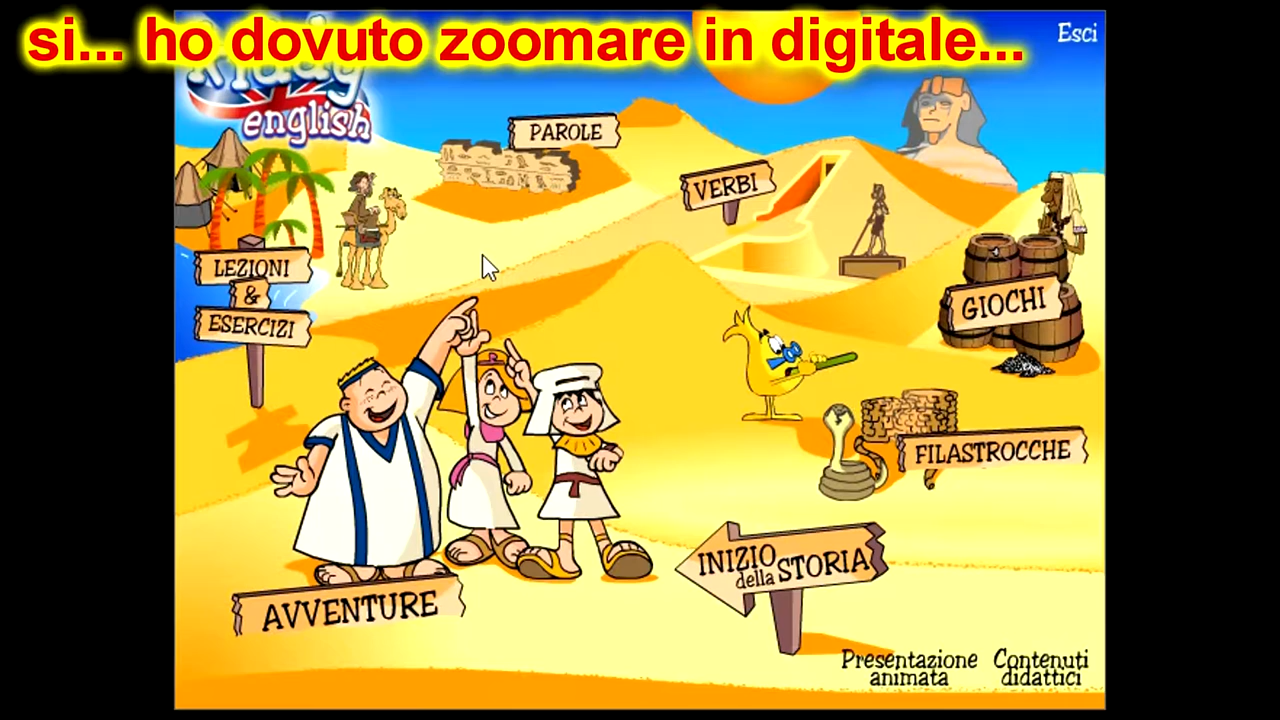 si... ho dovuto zoomare in digitale...
Esci
english
PAROLE
VERBI
LEZIONI
&
ESERCIZI
GIOCHI
FILASTROCCHE
INIZIO
della STORIA
AVVENTURE
Presentazione
animata
Contenuti
didattici